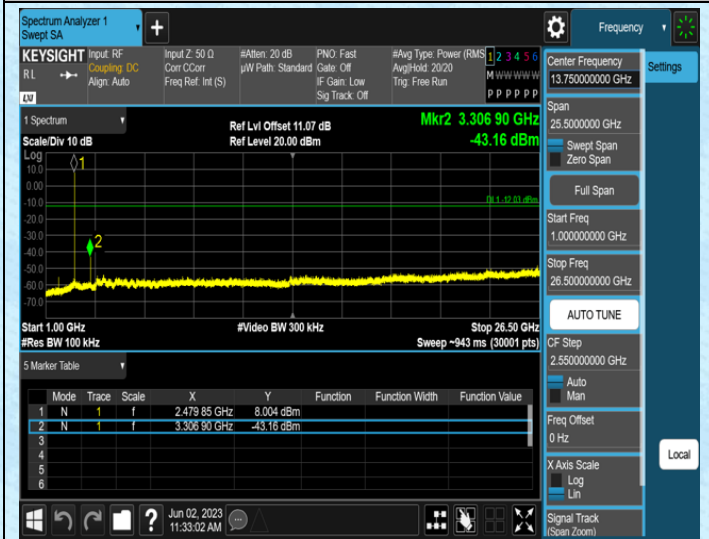 Spectrum Analyzer 1
Swept SA
+
Frequency
KEYSIGHT
RL
LXI
Input: RF
Coupling: DC
Align: Auto
Input Z: 50 Ω
Corr CCorr
Freq Ref: Int (S)
#Atten: 20 dB
µW Path: Standard
PNO: Fast
Gate: Off
IF Gain: Low
Sig Track: Off
#Avg Type: Power (RMS
Avg|Hold: 20/20
Trig: Free Run
1 2 3 4 5 6
M W W W W W
P P P P P P
1 Spectrum
Scale/Div 10 dB
Ref Lvl Offset 11.07 dB
Ref Level 20.00 dBm
Mkr2 3.306 90 GHz
-43.16 dBm
Log
10.0
0.00
-10.0
-20.0
-30.0
-40.0
-50.0
-60.0
-70.0
1
2
DL1 -12.03 dBm
Start 1.00 GHz
#Video BW 300 kHz
Stop 26.50 GHz
#Res BW 100 kHz
Sweep ~943 ms (30001 pts)
5 Marker Table
Mode Trace Scale X Y Function Function Width Function Value
1 N 1 f 2.479 85 GHz 8.004 dBm
2 N 1 f 3.306 90 GHz -43.16 dBm
3
4
5
6
?
Jun 02, 2023
11:33:02 AM
Center Frequency
13.750000000 GHz
Settings
Span
25.5000000 GHz
Swept Span
Zero Span
Full Span
Start Freq
1.000000000 GHz
Stop Freq
26.500000000 GHz
AUTO TUNE
CF Step
2.550000000 GHz
Auto
Man
Freq Offset
0 Hz
X Axis Scale
Log
Lin
Signal Track
(Span Zoom)
Local